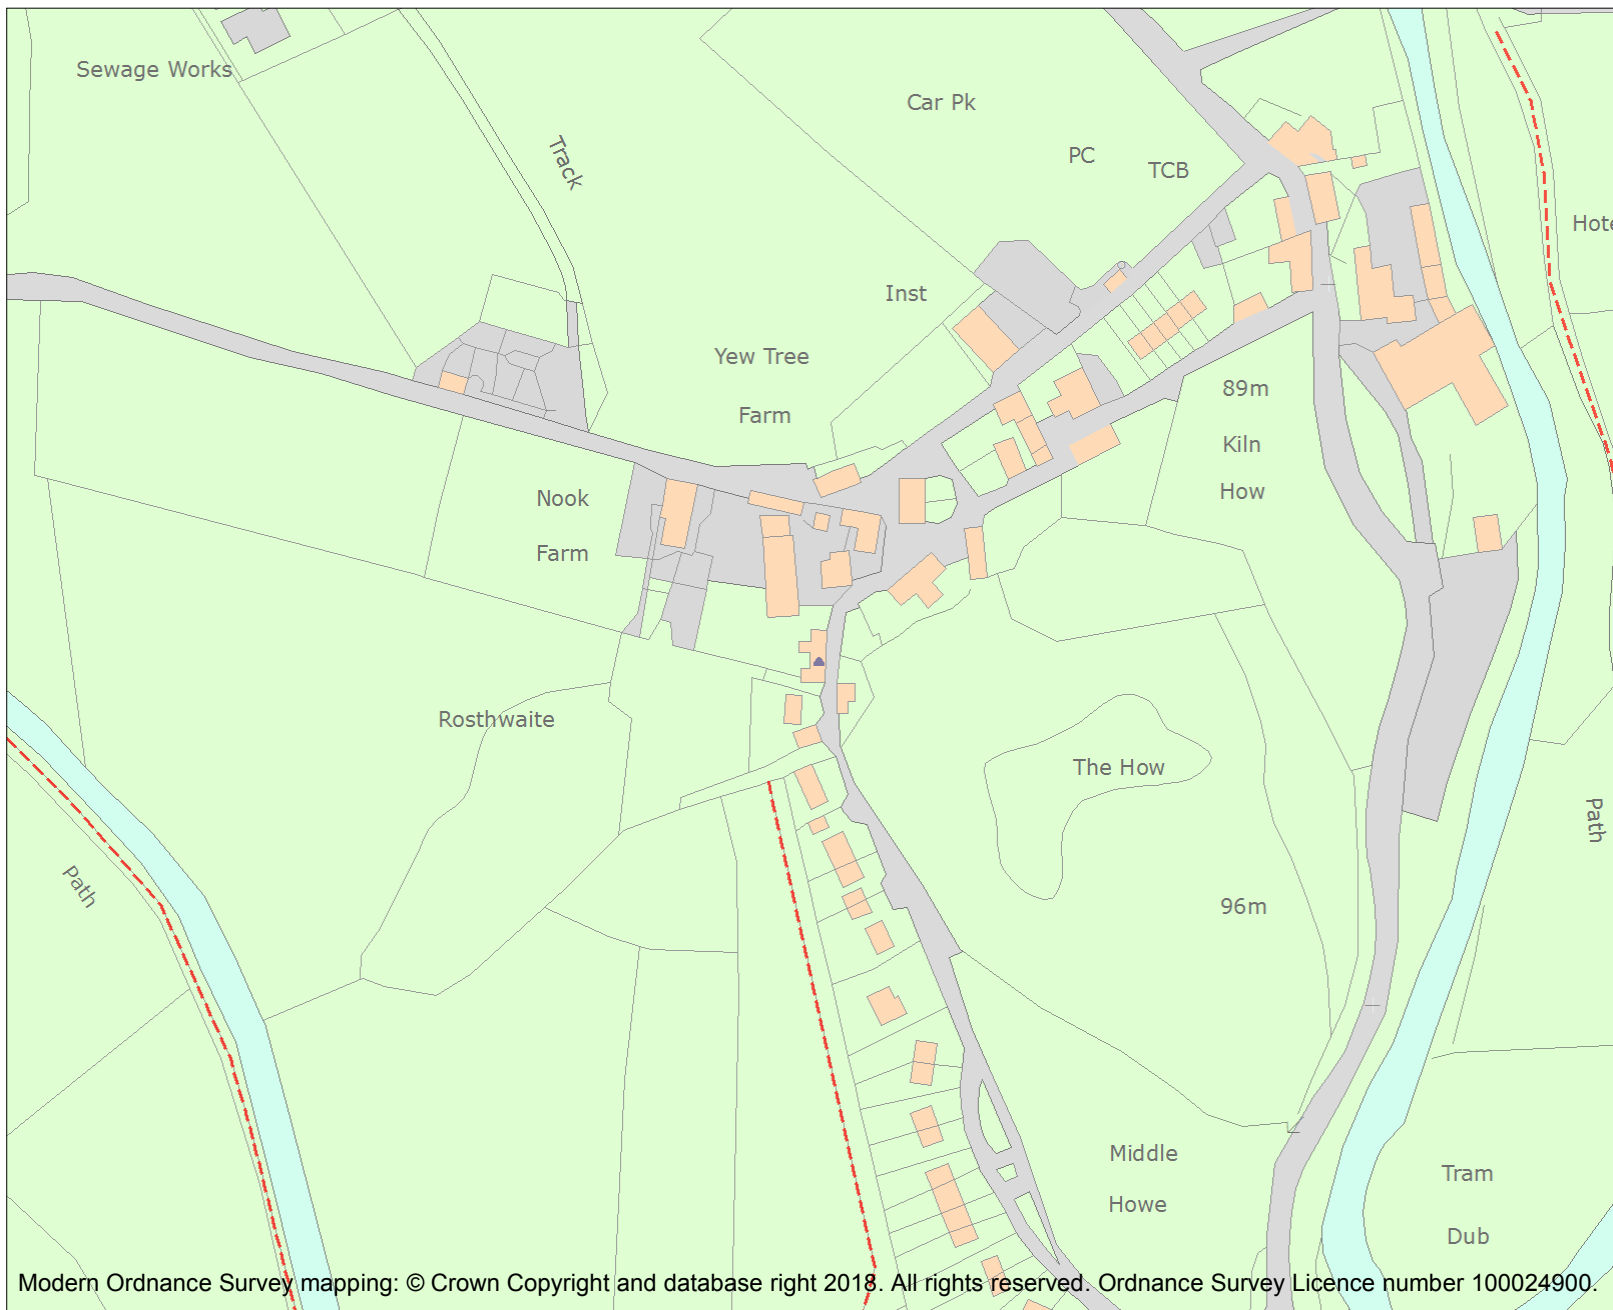 Sewage Works
Track
Car Pk
PC
TCB
Hote
Inst
Yew Tree
Farm
89m
Kiln
How
Nook
Farm
Rosthwaite
The How
Path
Path
96m
Middle
Howe
Tram
Dub
Modern Ordnance Survey mapping: © Crown Copyright and database right 2018. All rights reserved. Ordnance Survey Licence number 100024900.